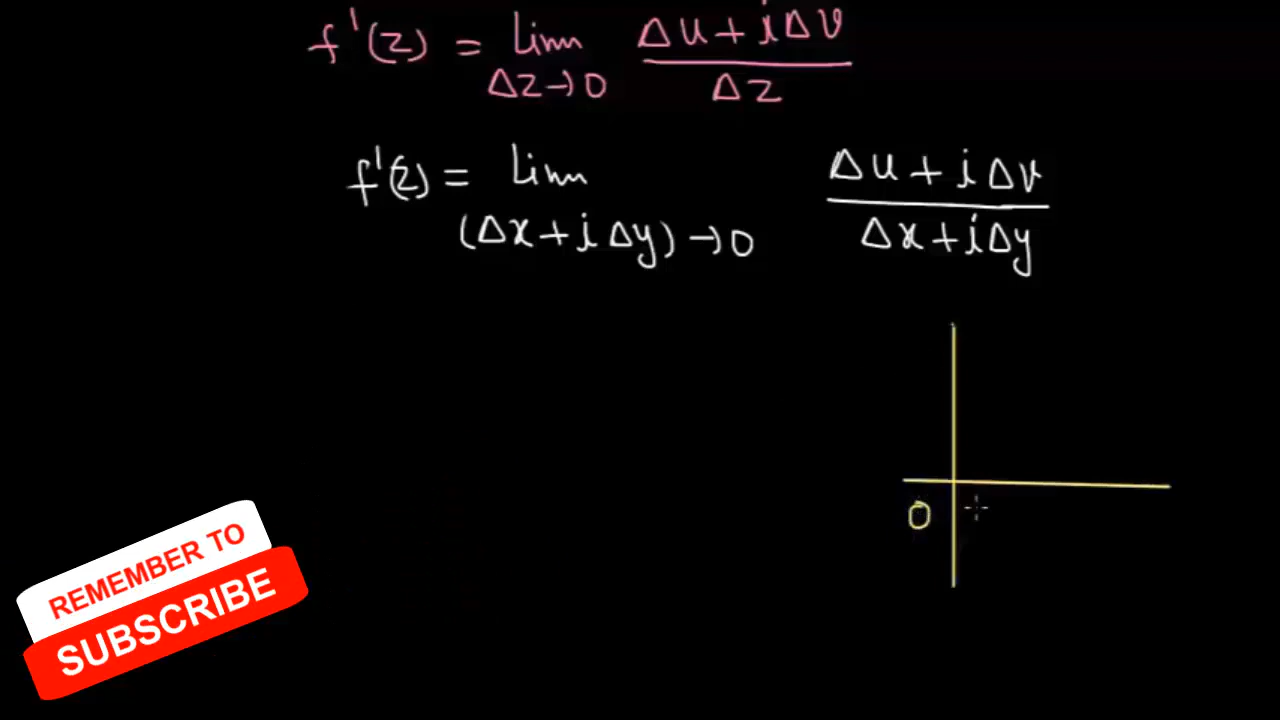 f'(z) = lim Δu + iΔv
Δz→0 Δz
f'(z) = lim Δu + iΔv
(Δx + iΔy) →0 Δx + iΔy
0
REMEMBER TO
SUBSCRIBE